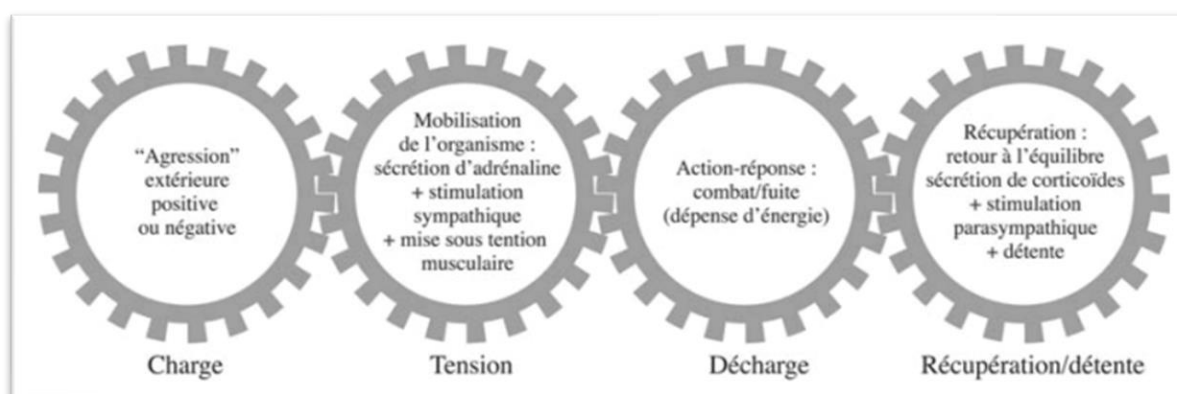 “Agression”
extérieure
positive
ou négative
Mobilisation
de l’organisme :
sécrétion d’adrénaline
+ stimulation
sympathique
+ mise sous tention
musculaire
Action-réponse :
combat/fuite
(dépense d’énergie)
Récupération :
retour à l’équilibre
sécrétion de corticoïdes
+ stimulation
parasympathique
+ détente
Charge
Tension
Décharge
Récupération/détente